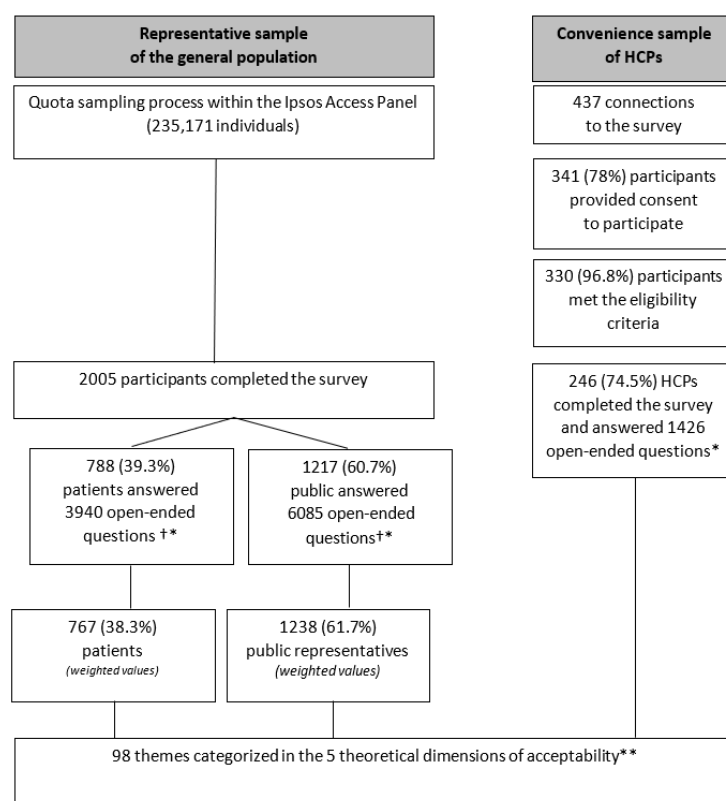 Representative sample
of the general population
Quota sampling process within the Ipsos Access Panel
(235,171 individuals)
2005 participants completed the survey
788 (39.3%)
patients answered
3940 open-ended
questions †*
1217 (60.7%)
public answered
6085 open-ended
questions†*
767 (38.3%)
patients
(weighted values)
1238 (61.7%)
public representatives
(weighted values)
Convenience sample
of HCPs
437 connections
to the survey
341 (78%) participants
provided consent
to participate
330 (96.8%) participants
met the eligibility
criteria
246 (74.5%) HCPs
completed the survey
and answered 1426
open-ended questions*
98 themes categorized in the 5 theoretical dimensions of acceptability**